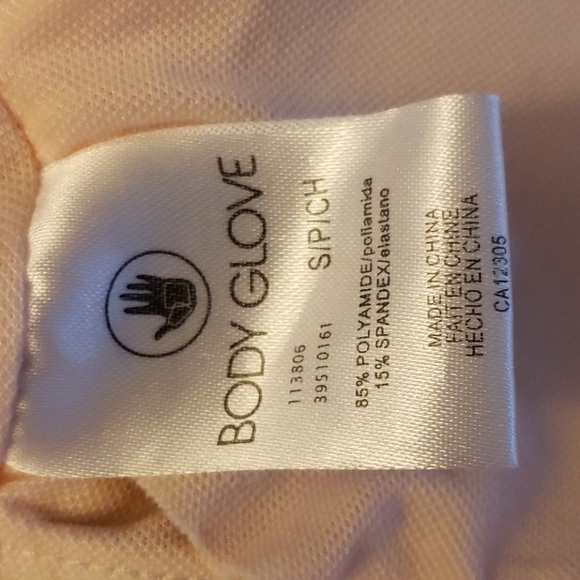 BODY GLOVE
113806
39510161 S/P/CH
85% POLYAMIDE/poliamida
15% SPANDEX/elastano
MADE IN CHINA
FAIT EN CHINE
HECHO EN CHINA
CA12305